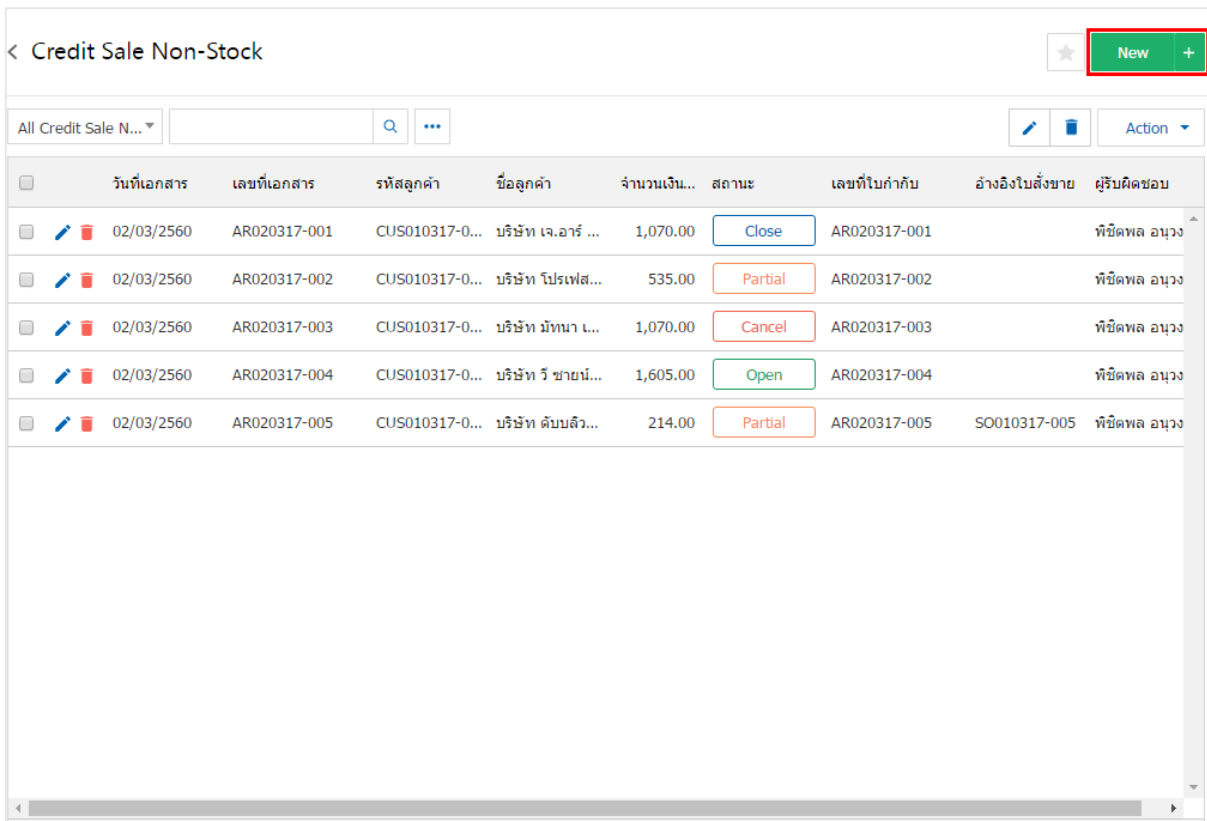 Credit Sale Non-Stock
New +
All Credit Sale N...
Action
วันที่เอกสาร เลขที่เอกสาร รหัสลูกค้า ชื่อลูกค้า จำนวนเงิน... สถานะ เลขที่ใบกำกับ อ้างอิงใบสั่งขาย ผู้รับผิดชอบ
02/03/2560 AR020317-001 CUS010317-0... บริษัท เจ.อาร์ ... 1,070.00 Close AR020317-001 พิชิตพล อนุวง
02/03/2560 AR020317-002 CUS010317-0... บริษัท โปรเฟส... 535.00 Partial AR020317-002 พิชิตพล อนุวง
02/03/2560 AR020317-003 CUS010317-0... บริษัท มัทนา เ... 1,070.00 Cancel AR020317-003 พิชิตพล อนุวง
02/03/2560 AR020317-004 CUS010317-0... บริษัท วี ซายน์... 1,605.00 Open AR020317-004 พิชิตพล อนุวง
02/03/2560 AR020317-005 CUS010317-0... บริษัท ดับบลิว... 214.00 Partial AR020317-005 SO010317-005 พิชิตพล อนุวง